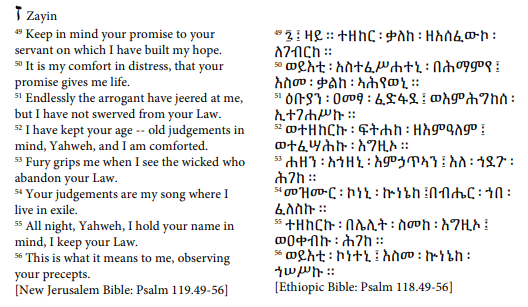 ז Zayin
49 Keep in mind your promise to your
servant on which I have built my hope.
50 It is my comfort in distress, that your
promise gives me life.
51 Endlessly the arrogant have jeered at me,
but I have not swerved from your Law.
52 I have kept your age -- old judgements in
mind, Yahweh, and I am comforted.
53 Fury grips me when I see the wicked who
abandon your Law.
54 Your judgements are my song where I
live in exile.
55 All night, Yahweh, I hold your name in
mind, I keep your Law.
56 This is what it means to me, observing
your precepts.
[New Jerusalem Bible: Psalm 119.49-56]
49 ፯ ፤ ዛይ ። ተዘከር ፡ ቃለከ ፡ ዘአሰፈውኮ ፡
ለገብርከ ።
50 ወይእቲ ፡ አስተፈሥሐተኒ ፡ በሕማምየ ፤
እስመ ፡ ቃልከ ፡ ኣሕየወኒ ።
51 ዕቡያን ፡ ዐመፃ ፡ ፈድፋደ ፤ ወእምሕግከሰ ፡
ኢተገሐሥኩ ።
52 ወተዘከርኩ ፡ ፍትሐከ ፡ ዘእምዓለም ፡
ወተፈሣሕኩ ፡ እግዚኦ ።
53 ሐዘን ፡ አኀዘኒ ፡ እምኃጥኣን ፤ እለ ፡ ኀደጉ ፡
ሕገከ ።
54 መዝሙር ፡ ኮነኒ ፡ ኵነኔከ ፤ በብሔር ፡ ኀበ ፡
ፈለስኩ ።
55 ተዘከርኩ ፡ በሌሊት ፡ ስመከ ፡ እግዚኦ ፤
ወዐቀብኩ ፡ ሕገከ ።
56 ወይእቲ ፡ ኮነተኒ ፤ እስመ ፡ ኵነኔከ ፡
ኀሠሥኩ ።
[Ethiopic Bible: Psalm 118.49-56]